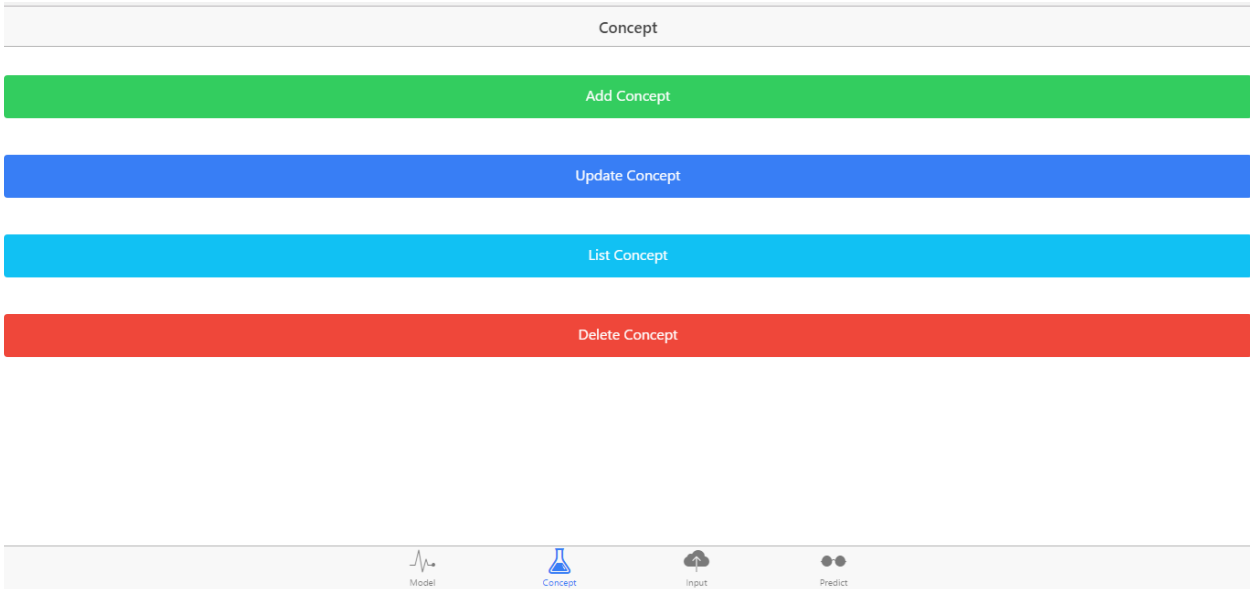 Concept
Add Concept
Update Concept
List Concept
Delete Concept
Model
Concept
Input
Predict